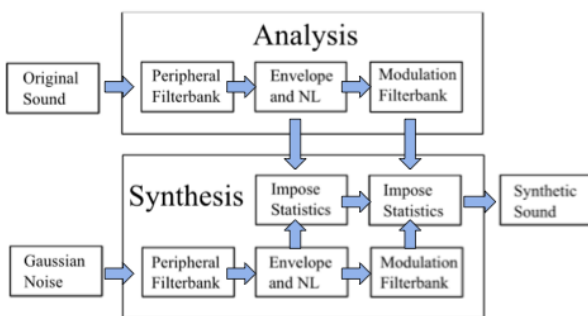 Analysis
Original
Sound
Peripheral
Filterbank
Envelope
and NL
Modulation
Filterbank
Synthesis
Impose
Statistics
Impose
Statistics
Synthetic
Sound
Gaussian
Noise
Peripheral
Filterbank
Envelope
and NL
Modulation
Filterbank